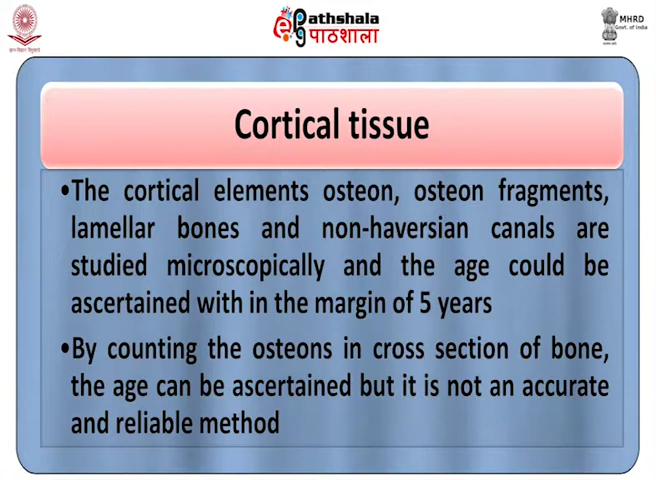 Pathshala
पाठशाला
MHRD
Govt. of India
Cortical tissue
•The cortical elements osteon, osteon fragments,
lamellar bones and non-haversian canals are
studied microscopically and the age could be
ascertained with in the margin of 5 years
•By counting the osteons in cross section of bone,
the age can be ascertained but it is not an accurate
and reliable method